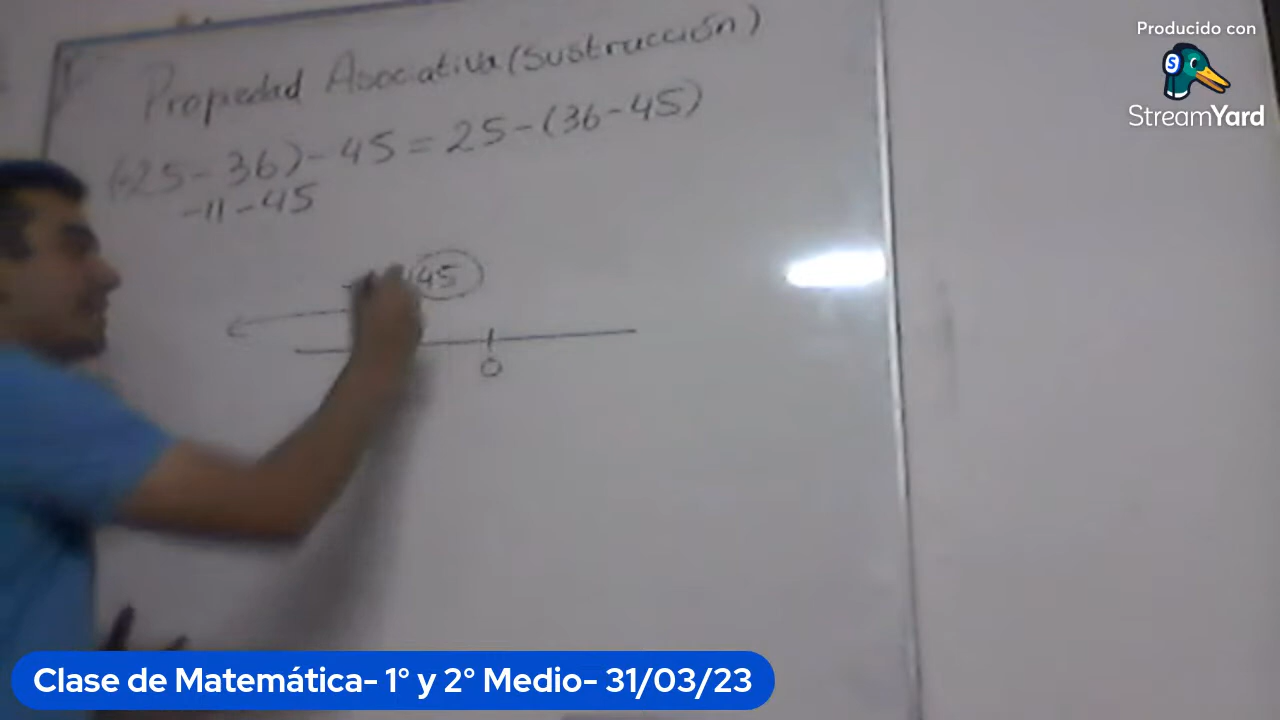 Producido con
StreamYard
Propiedad Asociativa (Sustracción)
(25-36)-45=25-(36-45)
-11-45
45
0
Clase de Matemática- 1° y 2° Medio- 31/03/23